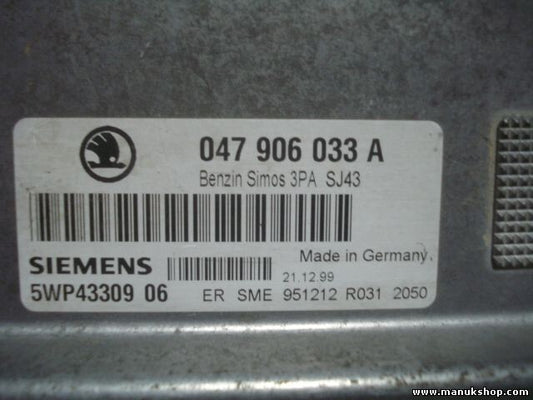 047 906 033 A
Benzin Simos 3PA SJ43
Made in Germany
SIEMENS
21.12.99
5WP43309 06 ER SME 951212 R031 2050
www.manukshop.com